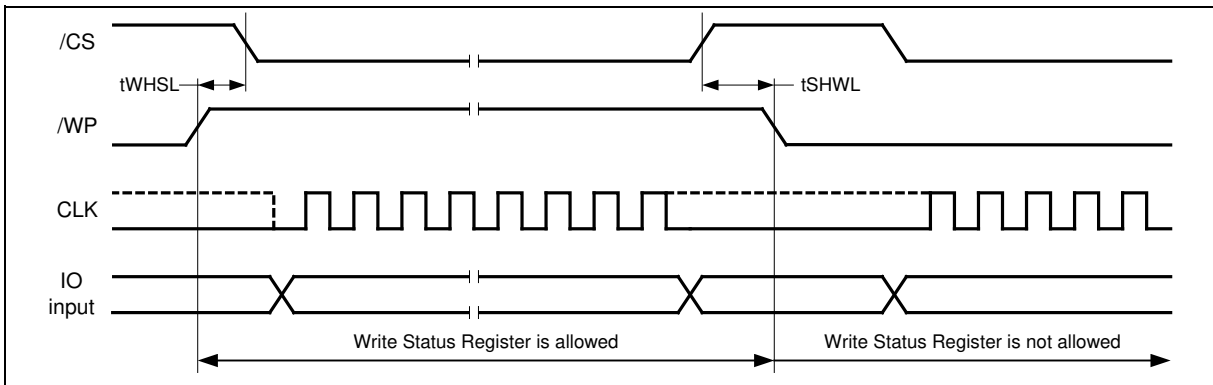 /CS
tWHSL
tSHWL
/WP
CLK
IO
input
Write Status Register is allowed
Write Status Register is not allowed